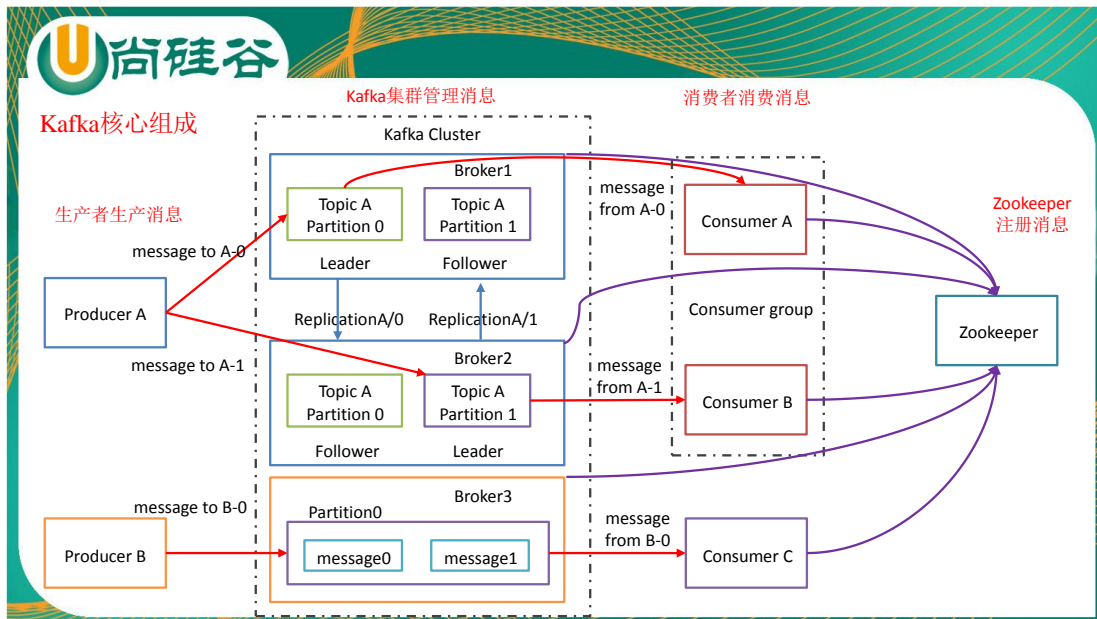 U尚硅谷
Kafka核心组成
Kafka集群管理消息
消费者消费消息
生产者生产消息
Zookeeper
注册消息
Kafka Cluster
Broker1
Topic A
Partition 0
Topic A
Partition 1
Leader
Follower
message to A-0
Producer A
message to A-1
ReplicationA/0
ReplicationA/1
Broker2
Topic A
Partition 0
Topic A
Partition 1
Follower
Leader
message
from A-0
Consumer A
Consumer group
message
from A-1
Consumer B
Zookeeper
message to B-0
Producer B
Broker3
Partition0
message0
message1
message
from B-0
Consumer C